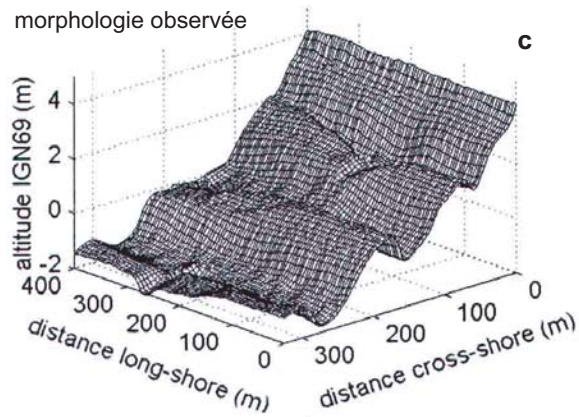 morphologie observée
c
altitude IGN69 (m)
4
2
0
-2
400
300
200
100
0
distance long-shore (m)
300
200
100
0
distance cross-shore (m)